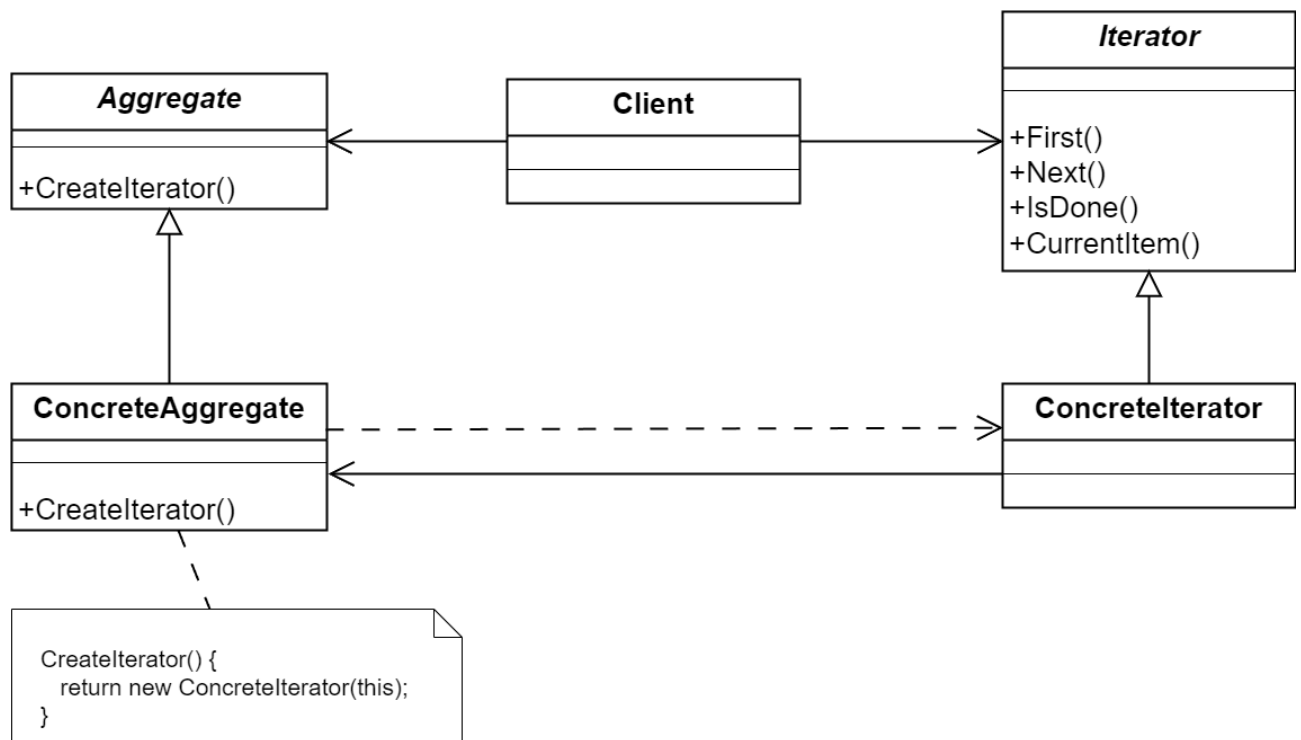 Aggregate
+CreateIterator()
Client
Iterator
+First()
+Next()
+IsDone()
+CurrentItem()
ConcreteAggregate
+CreateIterator()
ConcreteIterator
CreateIterator() {
   return new ConcreteIterator(this);
}